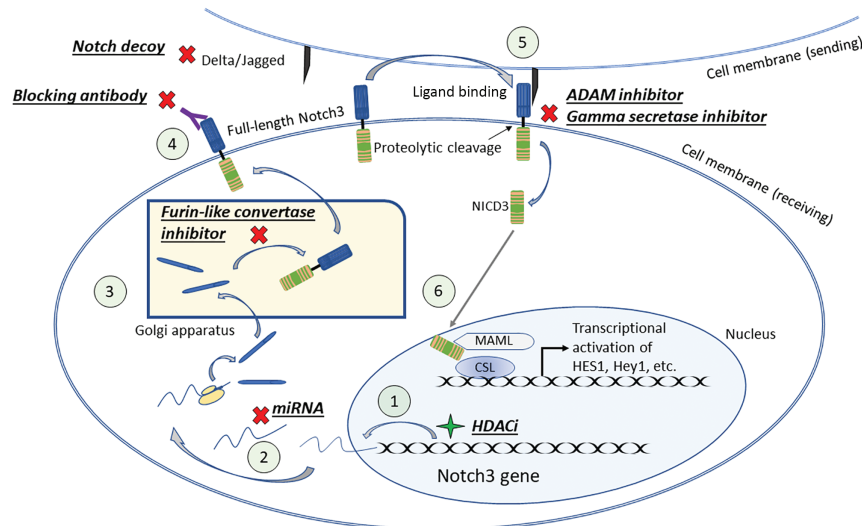 Notch decoy
Delta/Jagged
5
Cell membrane (sending)
Blocking antibody
Ligand binding
ADAM inhibitor
Gamma secretase inhibitor
Full-length Notch3
4
Proteolytic cleavage
Cell membrane (receiving)
Furin-like convertase
inhibitor
NICD3
3
6
Golgi apparatus
MAML
CSL
Transcriptional
activation of
HES1, Hey1, etc.
Nucleus
1
miRNA
HDACi
2
Notch3 gene